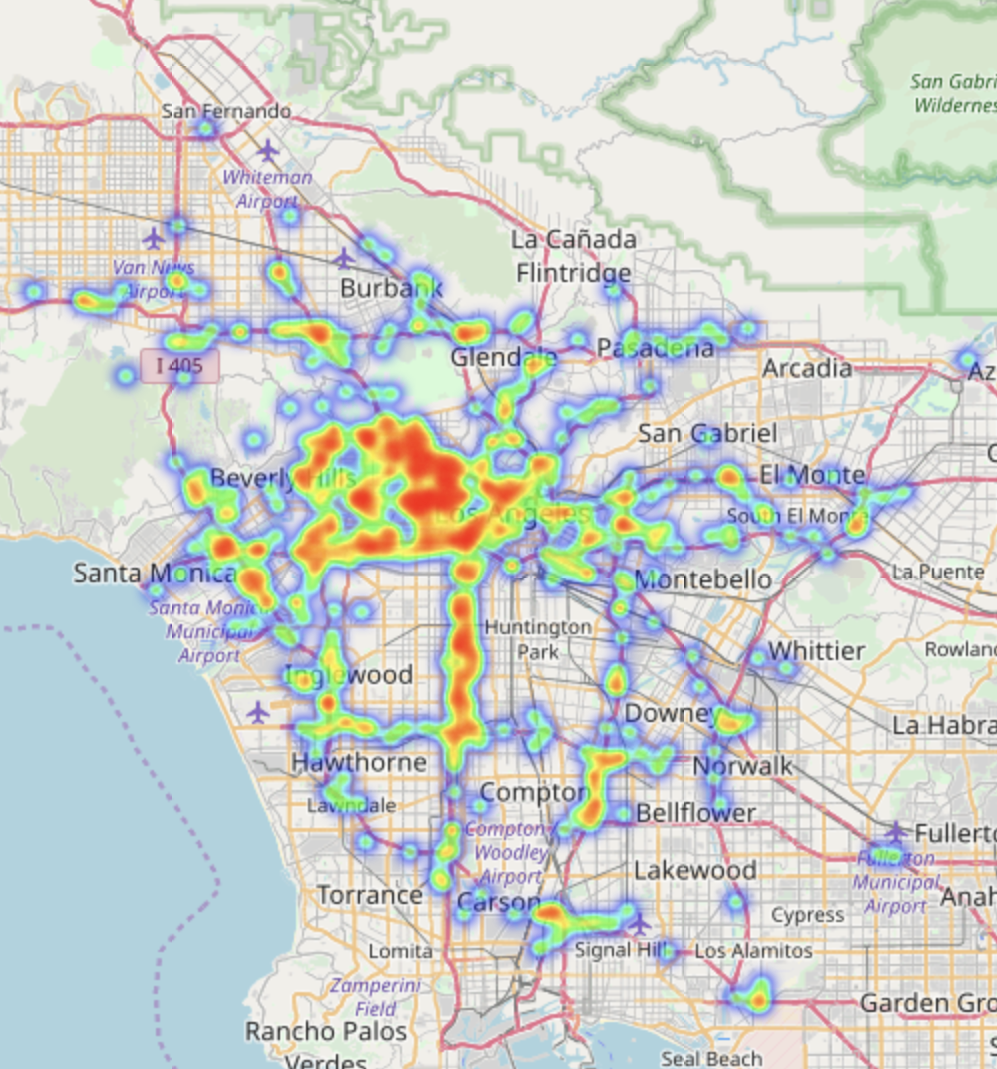 San Gabri
Wilderness
San Fernando
Whiteman
Airport
La Cañada
Flintridge
Van Nuys
Airport
Burbank
Glendale
Pasadena
I 405
Arcadia
Az
San Gabriel
Beverly Hills
El Monte
Los Angeles
South El Monte
Santa Monica
Montebello
La Puente
Santa Monica
Municipal
Airport
Huntington
Park
Whittier
Rowland
Inglewood
Downey
La Habra
Hawthorne
Norwalk
Lawndale
Compton
Bellflower
Fullerto
Compton
Woodley
Airport
Fullerton
Municipal
Airport
Lakewood
Torrance
Carson
Anah
Cypress
Lomita
Signal Hill
Los Alamitos
Zamperini
Field
Garden Gro
Rancho Palos
Verdes
Seal Beach